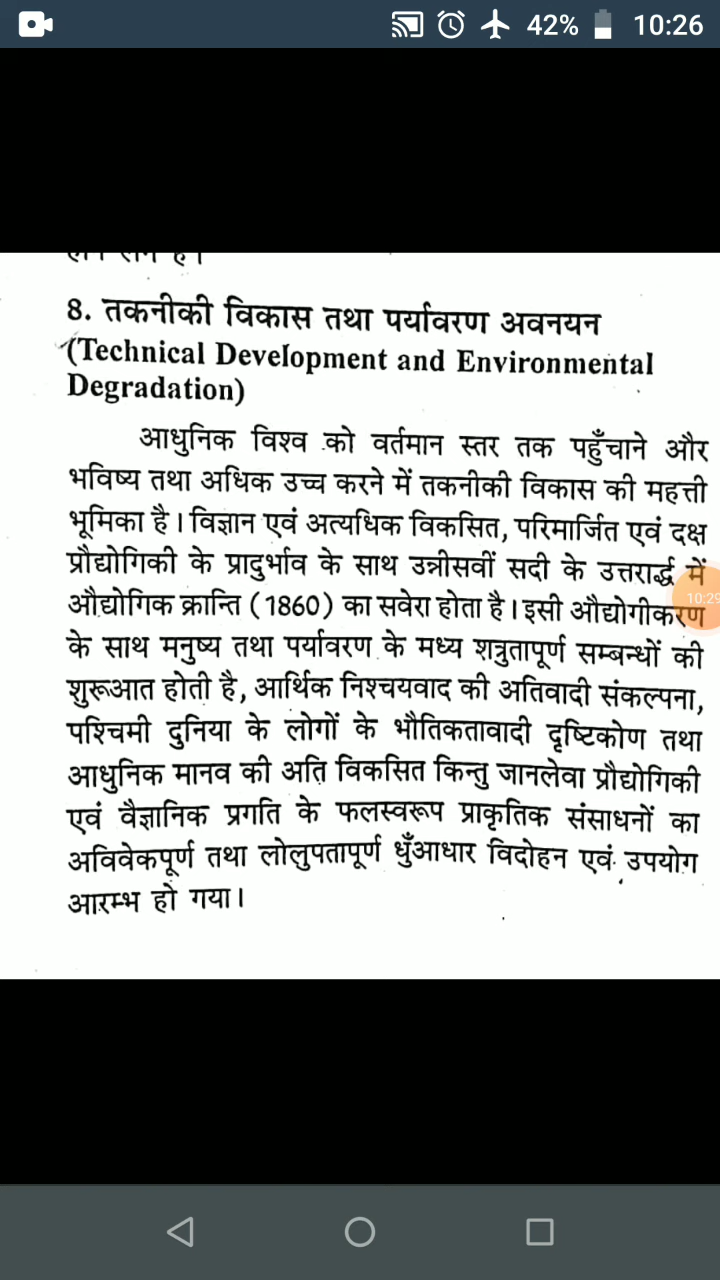 42% 10:26
8. तकनीकी विकास तथा पर्यावरण अवनयन
(Technical Development and Environmental
Degradation)
आधुनिक विश्व को वर्तमान स्तर तक पहुँचाने और
भविष्य तथा अधिक उच्च करने में तकनीकी विकास की महत्ती
भूमिका है। विज्ञान एवं अत्यधिक विकसित, परिमार्जित एवं दक्ष
प्रौद्योगिकी के प्रादुर्भाव के साथ उन्नीसवीं सदी के उत्तरार्द्ध में
औद्योगिक क्रान्ति (1860) का सवेरा होता है। इसी औद्योगीकरण
10:29
के साथ मनुष्य तथा पर्यावरण के मध्य शत्रुतापूर्ण सम्बन्धों की
शुरूआत होती है, आर्थिक निश्चयवाद की अतिवादी संकल्पना,
पश्चिमी दुनिया के लोगों के भौतिकतावादी दृष्टिकोण तथा
आधुनिक मानव की अति विकसित किन्तु जानलेवा प्रौद्योगिकी
एवं वैज्ञानिक प्रगति के फलस्वरूप प्राकृतिक संसाधनों का
अविवेकपूर्ण तथा लोलुपतापूर्ण धुँआधार विदोहन एवं उपयोग
आरम्भ हो गया।